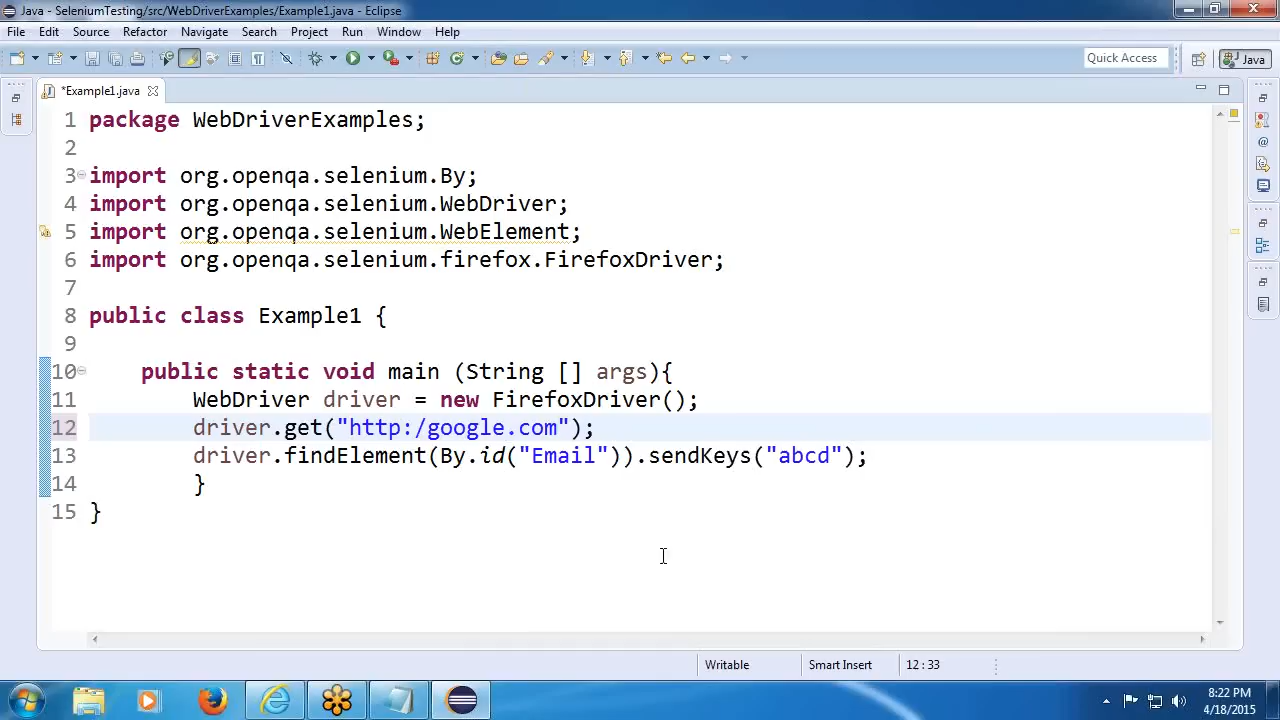 Java - SeleniumTesting/src/WebDriverExamples/Example1.java - Eclipse
File Edit Source Refactor Navigate Search Project Run Window Help
Quick Access
Java
*Example1.java
1 package WebDriverExamples;
2
3 import org.openqa.selenium.By;
4 import org.openqa.selenium.WebDriver;
5 import org.openqa.selenium.WebElement;
6 import org.openqa.selenium.firefox.FirefoxDriver;
7
8 public class Example1 {
9
10 public static void main (String [] args){
11 WebDriver driver = new FirefoxDriver();
12 driver.get("http:/google.com");
13 driver.findElement(By.id("Email")).sendKeys("abcd");
14 }
15 }
Writable Smart Insert 12 : 33
8:22 PM
4/18/2015